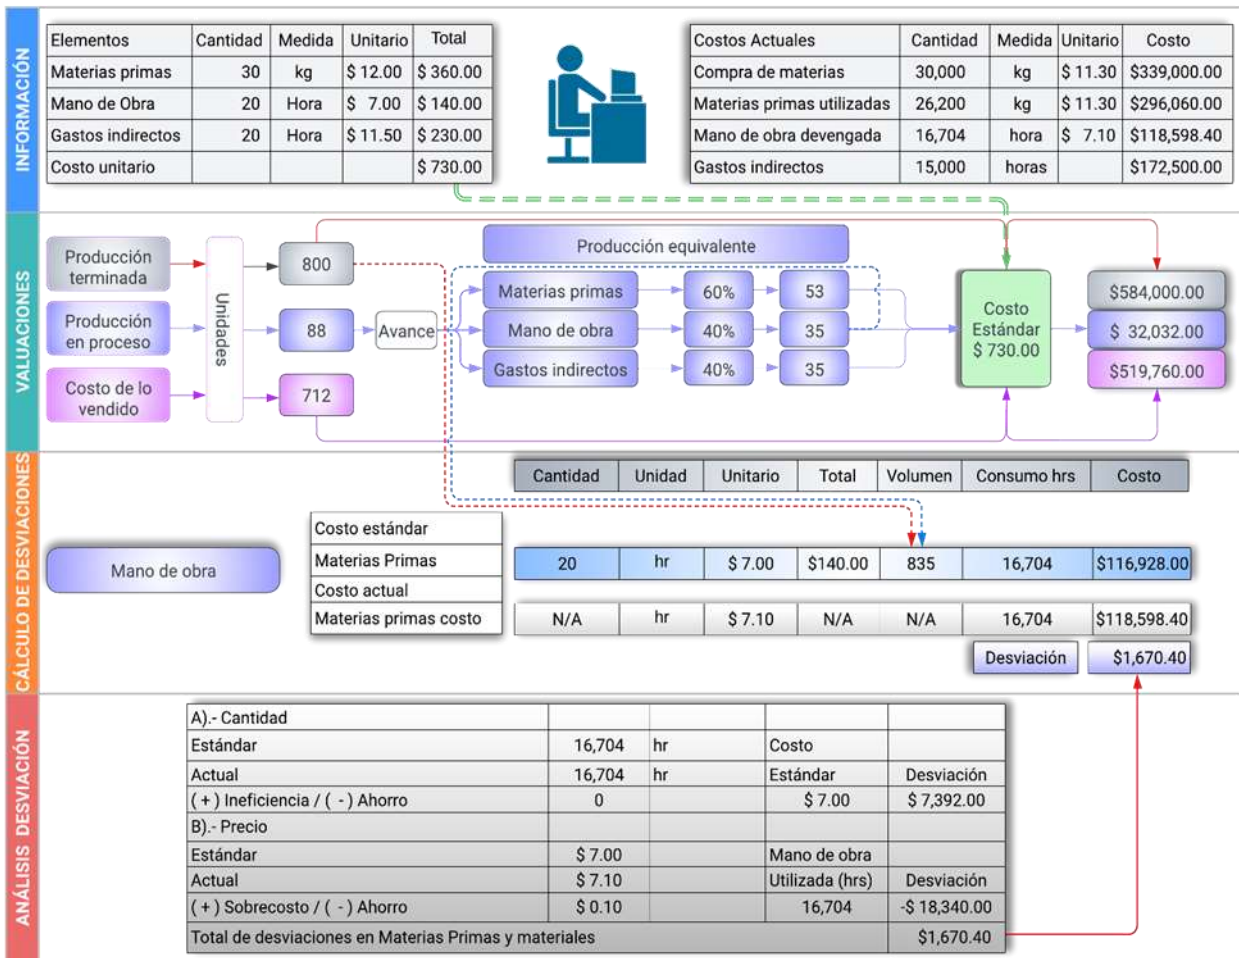 INFORMACIÓN
Elementos Cantidad Medida Unitario Total
Materias primas 30 kg $ 12.00 $ 360.00
Mano de Obra 20 Hora $ 7.00 $ 140.00
Gastos indirectos 20 Hora $ 11.50 $ 230.00
Costo unitario $ 730.00
Costos Actuales Cantidad Medida Unitario Costo
Compra de materias 30,000 kg $ 11.30 $339,000.00
Materias primas utilizadas 26,200 kg $ 11.30 $296,060.00
Mano de obra devengada 16,704 hora $ 7.10 $118,598.40
Gastos indirectos 15,000 horas $172,500.00
VALUACIONES
Producción
terminada
Producción
en proceso
Costo de lo
vendido
Unidades
800
88
712
Avance
Producción equivalente
Materias primas 60% 53
Mano de obra 40% 35
Gastos indirectos 40% 35
Costo
Estándar
$ 730.00
$584,000.00
$ 32,032.00
$519,760.00
CÁLCULO DE DESVIACIONES
Cantidad Unidad Unitario Total Volumen Consumo hrs Costo
Mano de obra
Costo estándar
Materias Primas 20 hr $ 7.00 $140.00 835 16,704 $116,928.00
Costo actual
Materias primas costo N/A hr $ 7.10 N/A N/A 16,704 $118,598.40
Desviación $1,670.40
ANÁLISIS DESVIACIÓN
A).- Cantidad
Estándar 16,704 hr Costo
Actual 16,704 hr Estándar Desviación
( + ) Ineficiencia / ( - ) Ahorro 0 $ 7.00 $ 7,392.00
B).- Precio
Estándar $ 7.00 Mano de obra
Actual $ 7.10 Utilizada (hrs) Desviación
( + ) Sobrecosto / ( - ) Ahorro $ 0.10 16,704 -$ 18,340.00
Total de desviaciones en Materias Primas y materiales $1,670.40